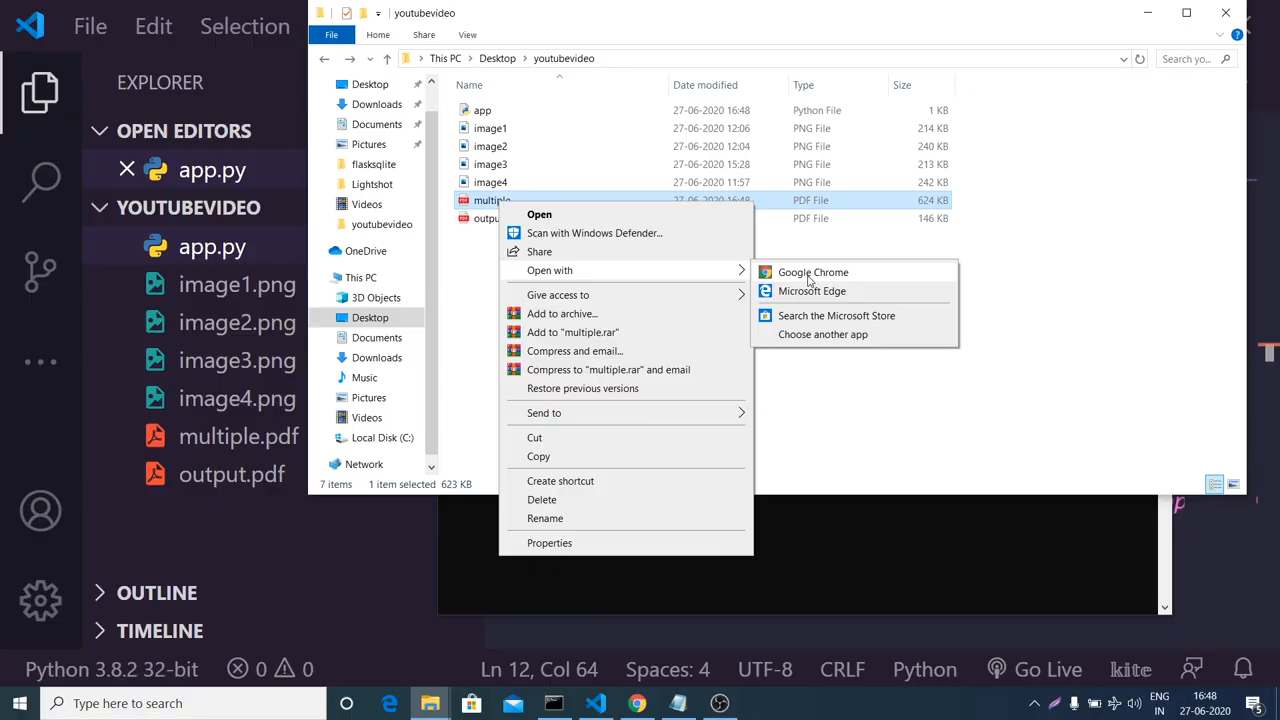 File Edit Selection
youtubevideo
File Home Share View
This PC Desktop youtubevideo
Search yo...
Name Date modified Type Size
app 27-06-2020 16:48 Python File 1 KB
image1 27-06-2020 12:06 PNG File 214 KB
image2 27-06-2020 12:04 PNG File 240 KB
image3 27-06-2020 15:28 PNG File 213 KB
image4 27-06-2020 11:57 PNG File 242 KB
multiple 27-06-2020 16:48 PDF File 624 KB
outpu PDF File 146 KB
Desktop
Downloads
Documents
Pictures
flasksqlite
Lightshot
Videos
youtubevideo
OneDrive
This PC
3D Objects
Desktop
Documents
Downloads
Music
Pictures
Videos
Local Disk (C:)
Network
7 items 1 item selected 623 KB
Open
Scan with Windows Defender...
Share
Open with
Give access to
Add to archive...
Add to "multiple.rar"
Compress and email...
Compress to "multiple.rar" and email
Restore previous versions
Send to
Cut
Copy
Create shortcut
Delete
Rename
Properties
Google Chrome
Microsoft Edge
Search the Microsoft Store
Choose another app
EXPLORER
OPEN EDITORS
app.py
YOUTUBEVIDEO
app.py
image1.png
image2.png
image3.png
image4.png
multiple.pdf
output.pdf
OUTLINE
TIMELINE
Python 3.8.2 32-bit 0 0 Ln 12, Col 64 Spaces: 4 UTF-8 CRLF Python Go Live kite
Type here to search
ENG
IN
16:48
27-06-2020
5